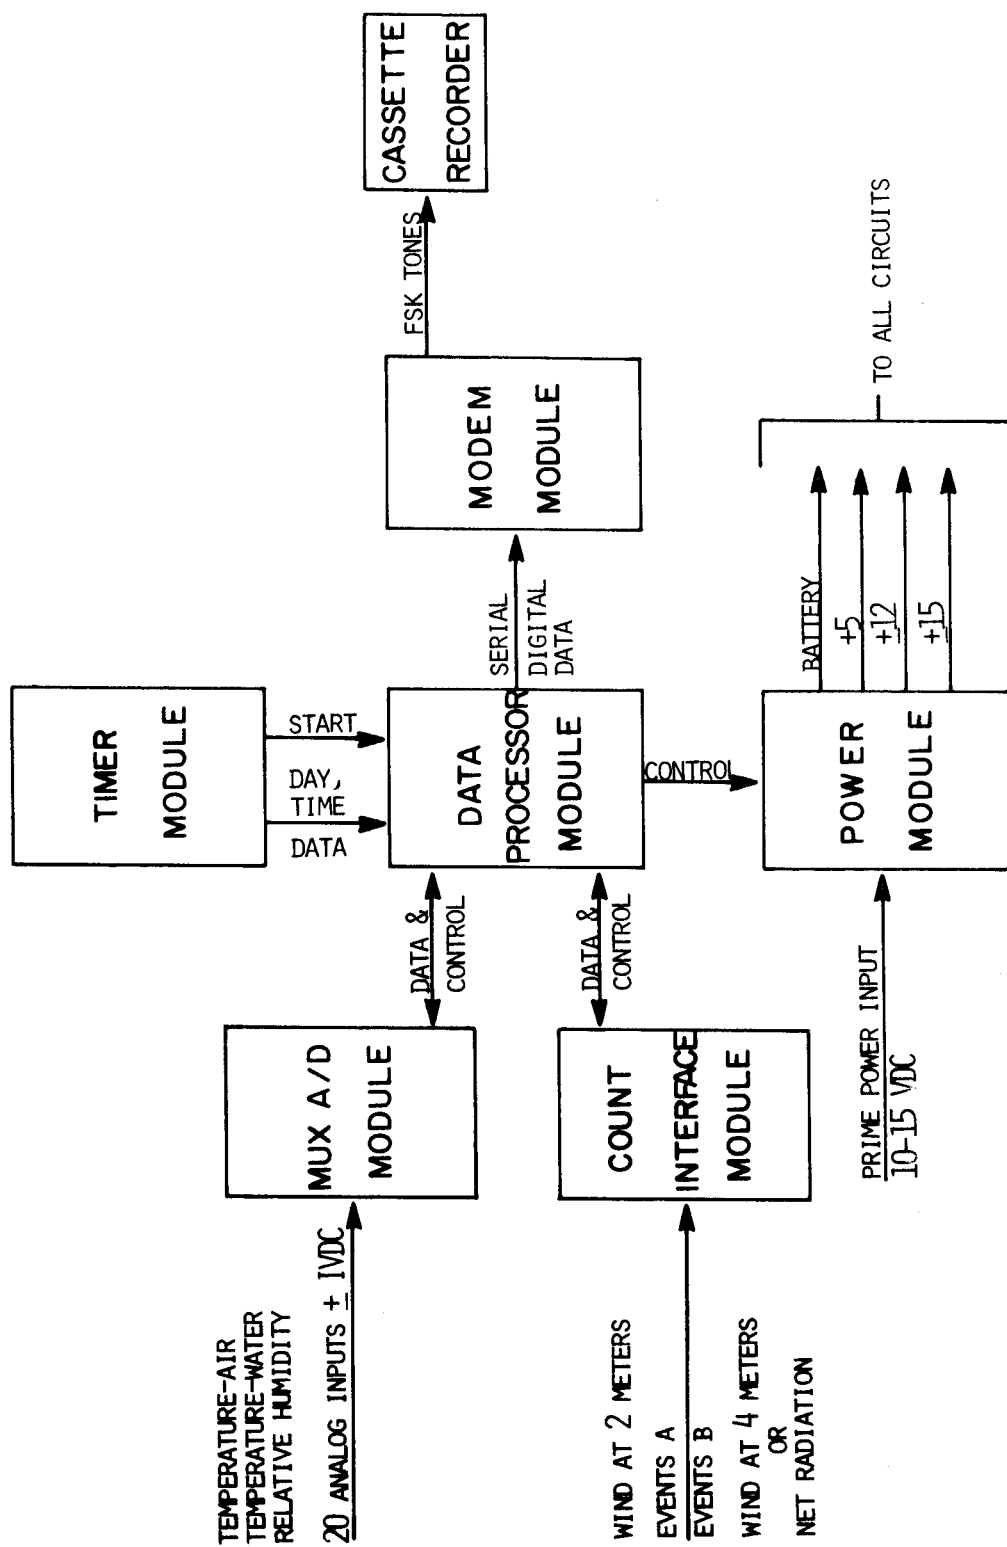 TIMER
MODULE
START
DAY,
TIME
DATA
TEMPERATURE-AIR
TEMPERATURE-WATER
RELATIVE HUMIDITY
20 ANALOG INPUTS ± 1VDC
MUX A/D
MODULE
DATA &
CONTROL
DATA
PROCESSOR
MODULE
SERIAL
DIGITAL
DATA
MODEM
MODULE
FSK TONES
CASSETTE
RECORDER
WIND AT 2 METERS
EVENTS A
EVENTS B
WIND AT 4 METERS
OR
NET RADIATION
COUNT
INTERFACE
MODULE
DATA &
CONTROL
CONTROL
PRIME POWER INPUT
10-15 VDC
POWER
MODULE
BATTERY
+5
±12
±15
TO ALL CIRCUITS